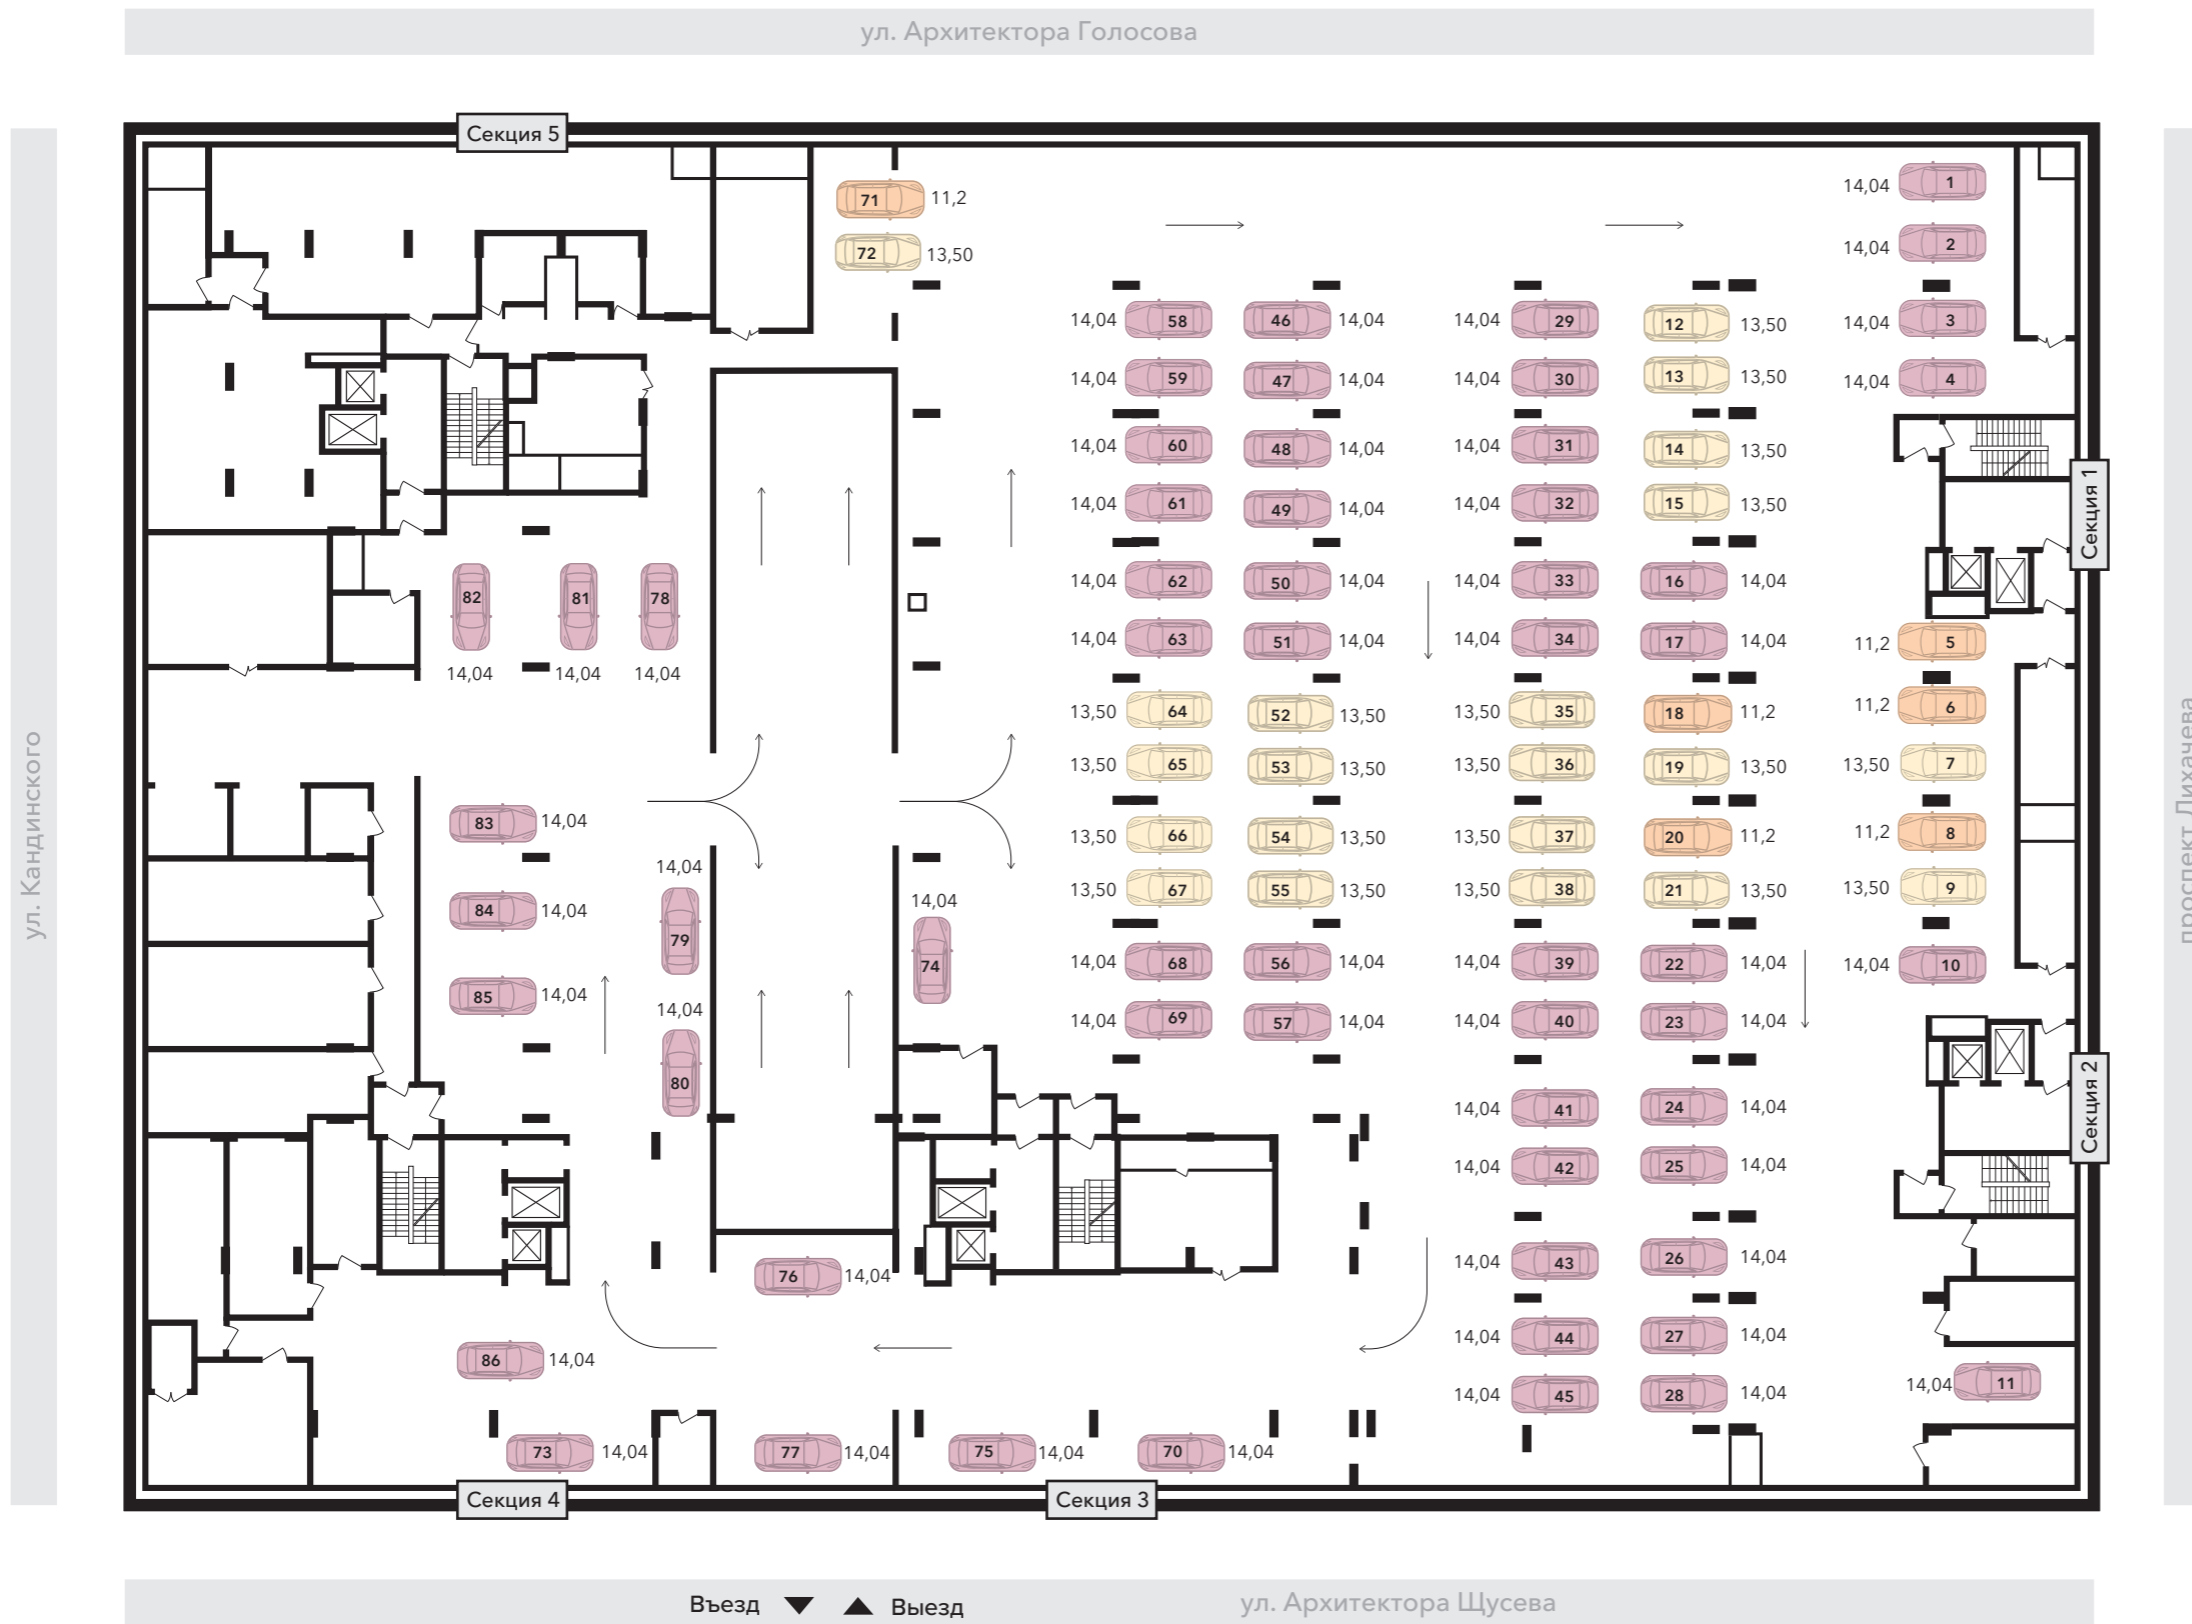 ул. Архитектора Голосова
Секция 5
71 11,2
14,04 1
72 13,50
14,04 2
14,04 58 46 14,04 14,04 29 12 13,50 14,04 3
14,04 59 47 14,04 14,04 30 13 13,50 14,04 4
14,04 60 48 14,04 14,04 31 14 13,50
14,04 61 49 14,04 14,04 32 15 13,50
Секция 1
14,04 62 50 14,04 14,04 33 16 14,04
82 81 78
14,04 63 51 14,04 14,04 34 17 14,04 11,2 5
14,04 14,04 14,04
13,50 64 52 13,50 13,50 35 18 11,2 11,2 6
13,50 65 53 13,50 13,50 36 19 13,50 13,50 7
ул. Кандинского
проспект Лихачева
83 14,04
13,50 66 54 13,50 13,50 37 20 11,2 11,2 8
14,04
13,50 67 55 13,50 13,50 38 21 13,50 13,50 9
84 14,04
14,04
79
74
14,04 68 56 14,04 14,04 39 22 14,04 14,04 10
85 14,04
14,04
14,04 69 57 14,04 14,04 40 23 14,04
80
14,04 41 24 14,04
Секция 2
14,04 42 25 14,04
14,04 43 26 14,04
76 14,04
14,04 44 27 14,04
86 14,04
14,04 45 28 14,04 14,04 11
73 14,04 77 14,04 75 14,04 70 14,04
Секция 4 Секция 3
Въезд Выезд ул. Архитектора Щусева